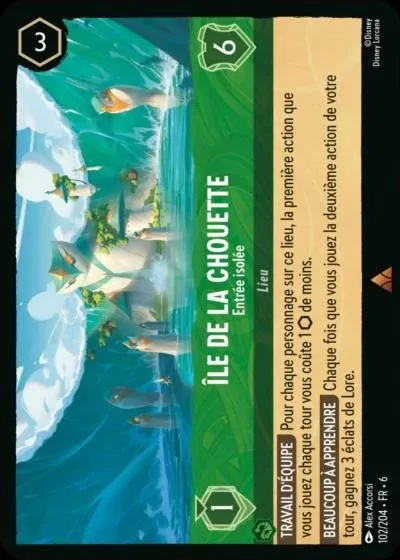 3
6
1
ÎLE DE LA CHOUETTE
Entrée isolée
Lieu
TRAVAIL D'ÉQUIPE Pour chaque personnage sur ce lieu, la première action que
vous jouez chaque tour vous coûte 1 de moins.
BEAUCOUP À APPRENDRE Chaque fois que vous jouez la deuxième action de votre
tour, gagnez 3 éclats de Lore.
Alex Accorsi
102/204 • FR • 6
©Disney
Disney Lorcana